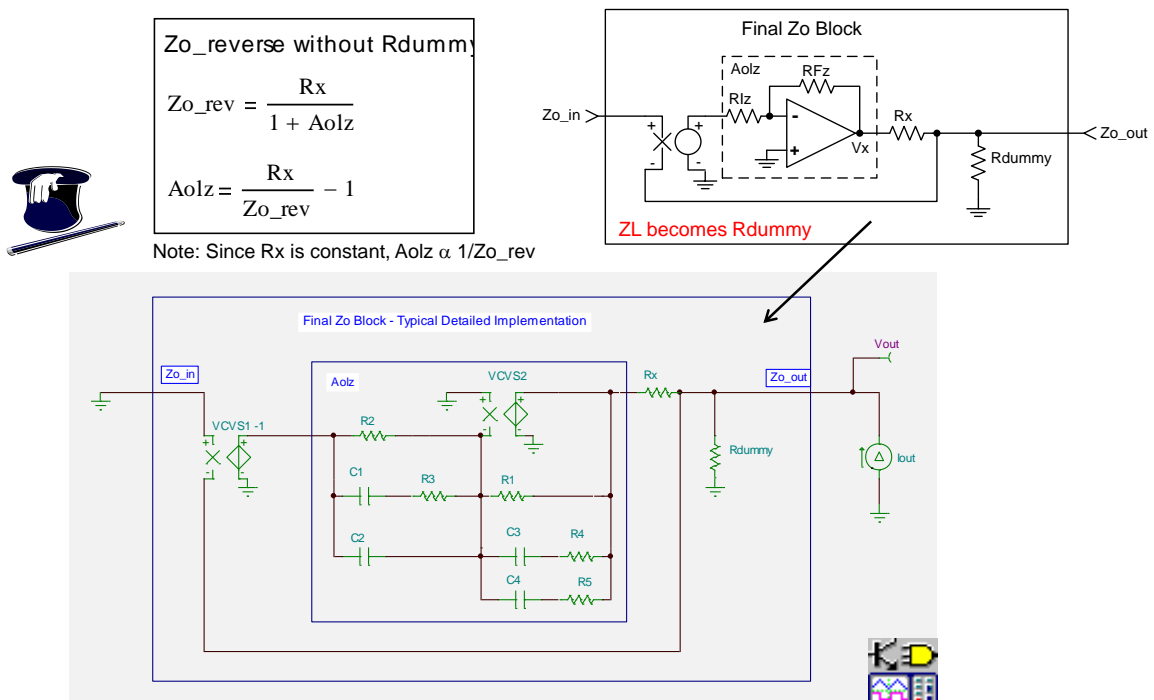 Zo_reverse without Rdummy
Zo_rev = Rx / 1 + Aolz
Aolz = Rx / Zo_rev − 1
Note: Since Rx is constant, Aolz α 1/Zo_rev
Final Zo Block
Aolz
RFz
RIz
Zo_in
+
-
+
-
-
+
Vx
Rx
Zo_out
Rdummy
ZL becomes Rdummy
Final Zo Block - Typical Detailed Implementation
Vout
Zo_in
Aolz
VCVS2
Rx
Zo_out
+
-
+
-
VCVS1 -1
+
-
+
-
R2
Rdummy
Iout
C1
R3
R1
C2
C3
R4
C4
R5